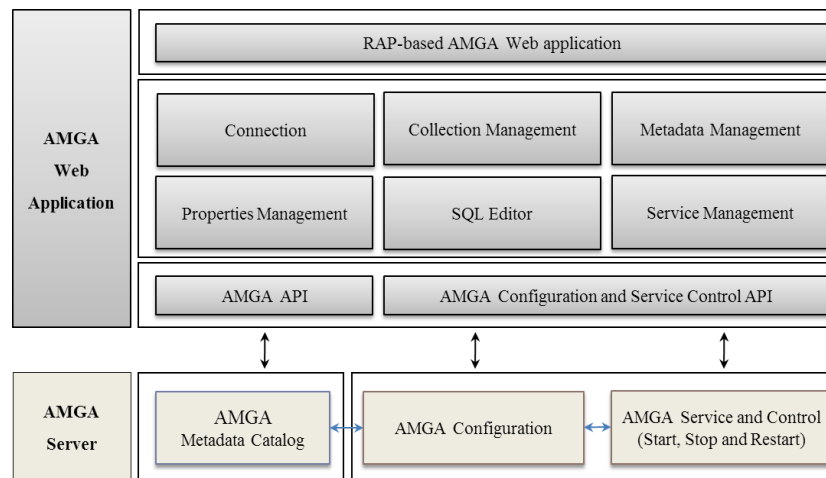 RAP-based AMGA Web application
AMGA
Web
Application
Connection
Collection Management
Metadata Management
Properties Management
SQL Editor
Service Management
AMGA API
AMGA Configuration and Service Control API
AMGA
Server
AMGA
Metadata Catalog
AMGA Configuration
AMGA Service and Control
(Start, Stop and Restart)